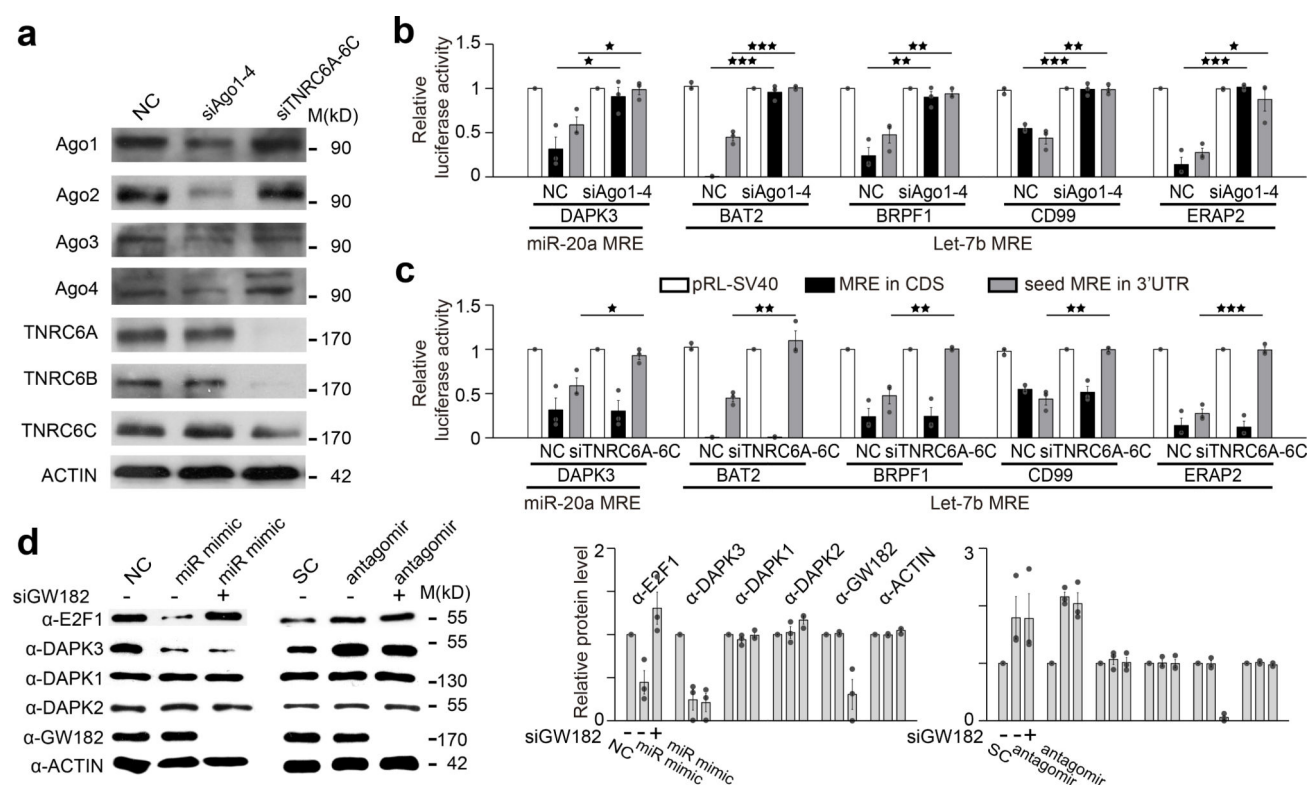 a
NC siAgo1-4 siTNRC6A-6C M(kD)
Ago1 - 90
Ago2 - 90
Ago3 - 90
Ago4 - 90
TNRC6A - 170
TNRC6B - 170
TNRC6C - 170
ACTIN - 42
b
Relative luciferase activity
1.5
1
0.5
0
★ ★★★ ★★ ★★ ★
★ ★★★ ★★ ★★★ ★★★
NC siAgo1-4 NC siAgo1-4 NC siAgo1-4 NC siAgo1-4 NC siAgo1-4
DAPK3 BAT2 BRPF1 CD99 ERAP2
miR-20a MRE Let-7b MRE
c
pRL-SV40 MRE in CDS seed MRE in 3'UTR
Relative luciferase activity
1.5
1
0.5
0
★ ★★ ★★ ★★ ★★★
NC siTNRC6A-6C NC siTNRC6A-6C NC siTNRC6A-6C NC siTNRC6A-6C NC siTNRC6A-6C
DAPK3 BAT2 BRPF1 CD99 ERAP2
miR-20a MRE Let-7b MRE
d
NC miR mimic miR mimic SC antagomir antagomir M(kD)
siGW182 - - + - - +
α-E2F1 - 55
α-DAPK3 - 55
α-DAPK1 -130
α-DAPK2 - 55
α-GW182 -170
α-ACTIN - 42
Relative protein level
2
0
α-E2F1 α-DAPK3 α-DAPK1 α-DAPK2 α-GW182 α-ACTIN
siGW182 - - +
NC miR mimic miR mimic
3
0
siGW182 - - +
SC antagomir antagomir